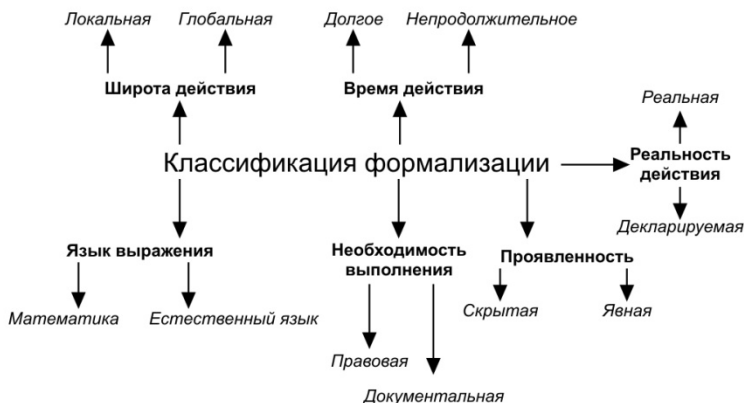 Локальная Глобальная Долгое Непродолжительное
Широта действия Время действия
Реальная
Классификация формализации
Реальность
действия
Декларируемая
Язык выражения
Необходимость
выполнения
Проявленность
Математика Естественный язык
Скрытая Явная
Правовая
Документальная